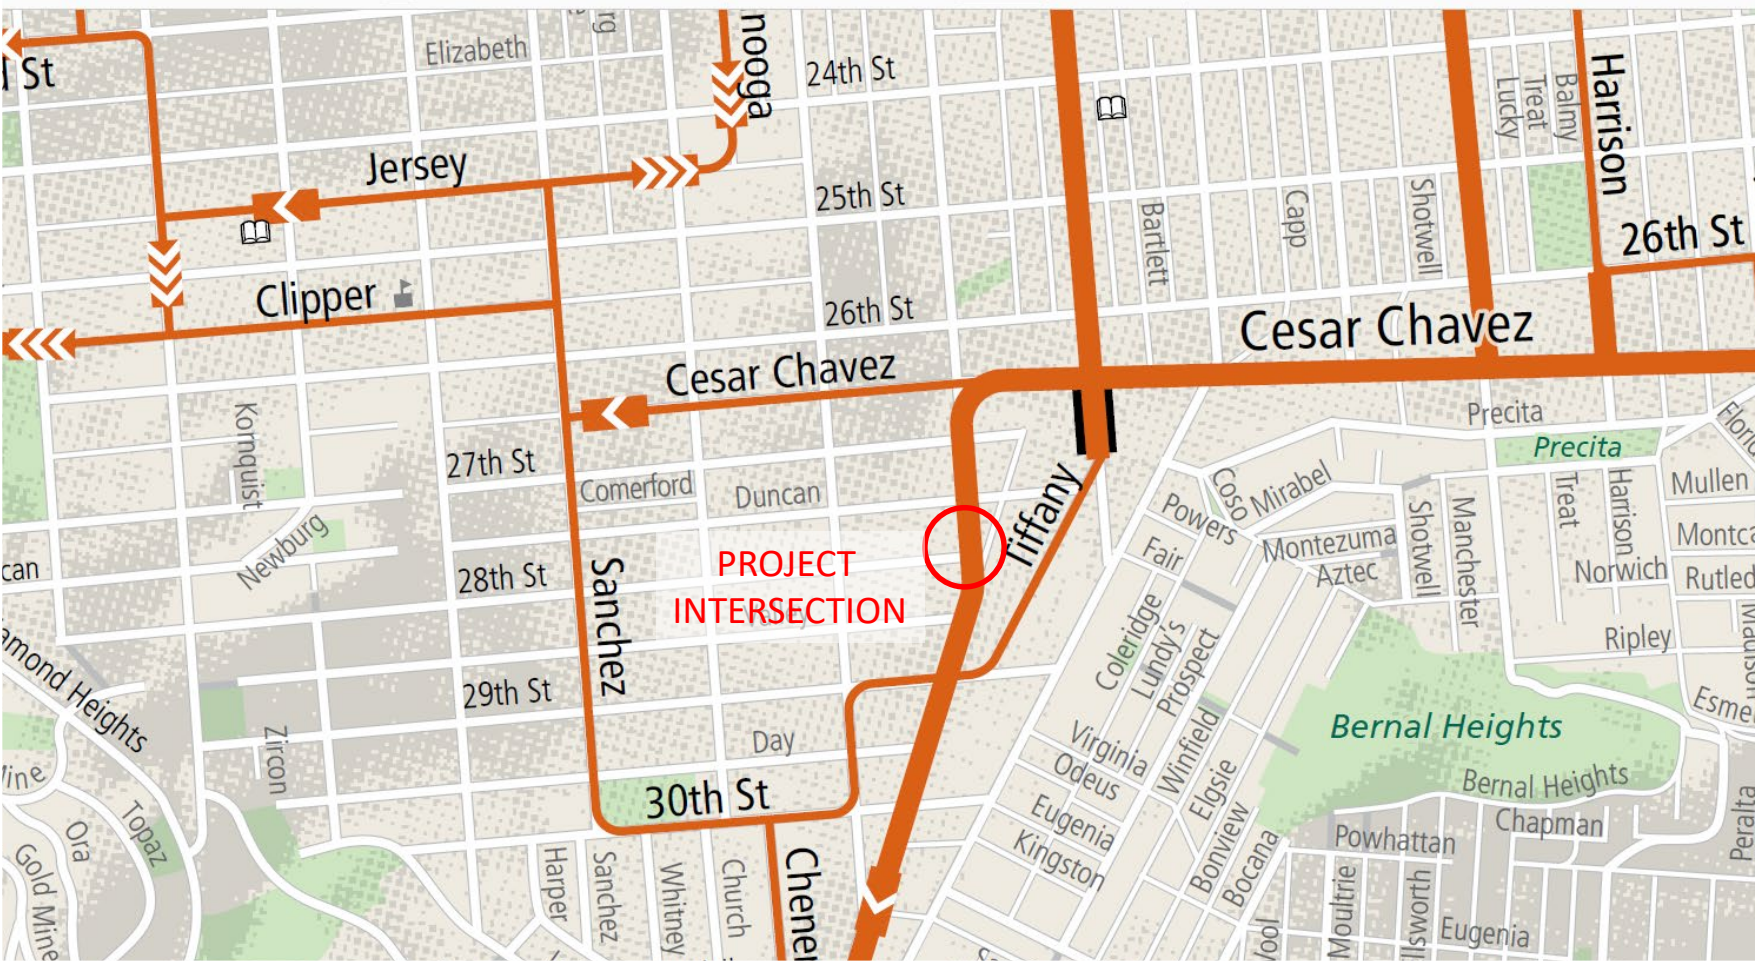 Elizabeth
24th St
Harrison
Balmy
Treat
Lucky
Jersey
25th St
Bartlett
Capp
Shotwell
26th St
Clipper
26th St
Cesar Chavez
Cesar Chavez
Kornquist
27th St
Comerford
Duncan
Tiffany
Precita
Precita
Mullen
Coso
Mirabel
Powers
Treat
Harrison
Shotwell
Manchester
Newburg
28th St
Sanchez
PROJECT
INTERSECTION
Valley
Fair
Montezuma
Aztec
Norwich
Ripley
Coleridge
Lundy's
Prospect
29th St
Day
Zircon
30th St
Virginia
Odeus
Winfield
Elgsie
Bernal Heights
Bernal Heights
Eugenia
Kingston
Bonview
Bocana
Powhattan
Chapman
Peralta
Topaz
Ora
Gold Mine
Harper
Sanchez
Whitney
Church
Moultrie
Eugenia